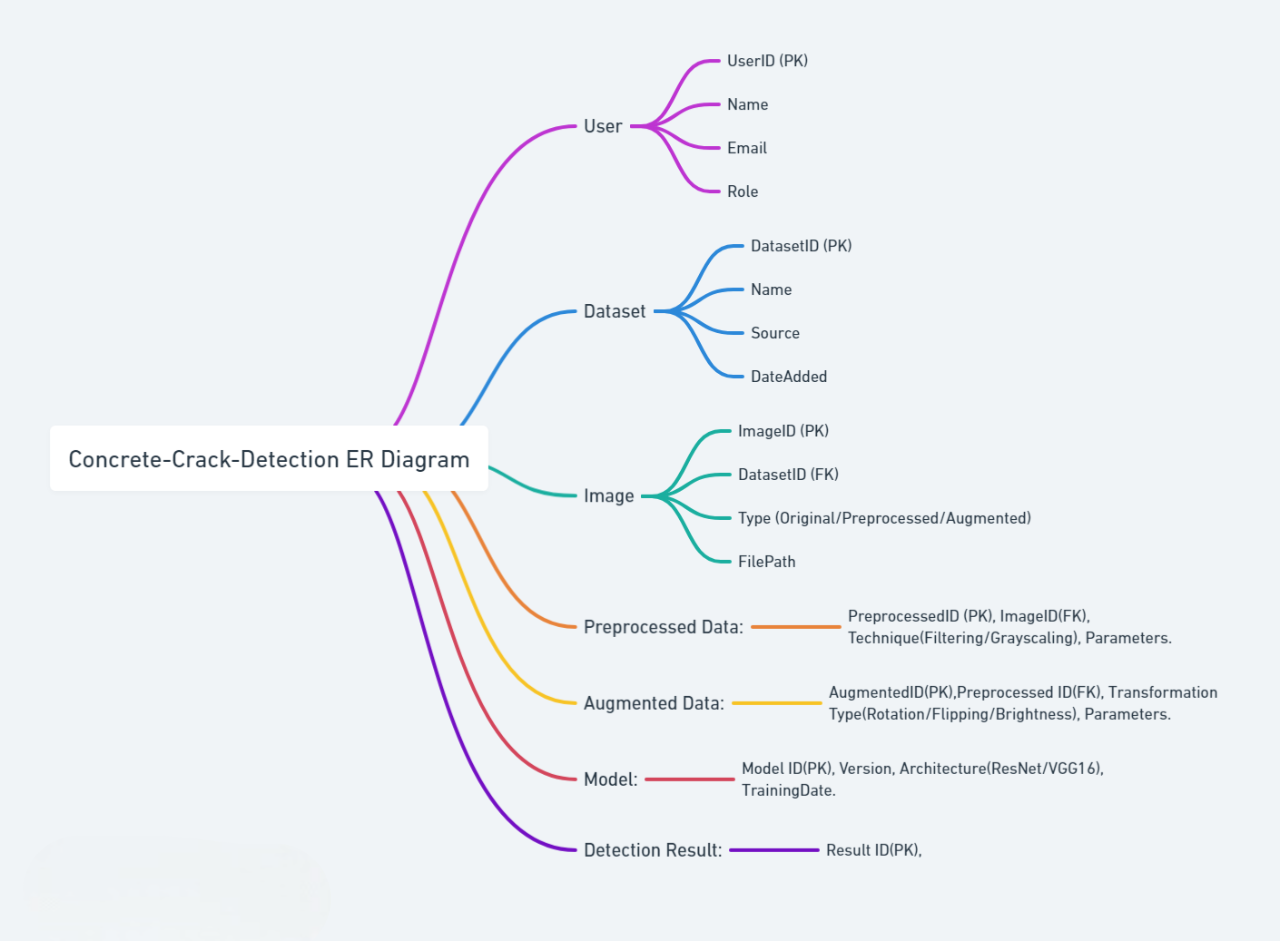 UserID (PK)
Name
User
Email
Role
DatasetID (PK)
Name
Dataset
Source
DateAdded
ImageID (PK)
Concrete-Crack-Detection ER Diagram
DatasetID (FK)
Image
Type (Original/Preprocessed/Augmented)
FilePath
Preprocessed Data:
PreprocessedID (PK), ImageID(FK),
Technique(Filtering/Grayscaling), Parameters.
Augmented Data:
AugmentedID(PK),Preprocessed ID(FK), Transformation
Type(Rotation/Flipping/Brightness), Parameters.
Model:
Model ID(PK), Version, Architecture(ResNet/VGG16),
TrainingDate.
Detection Result:
Result ID(PK),